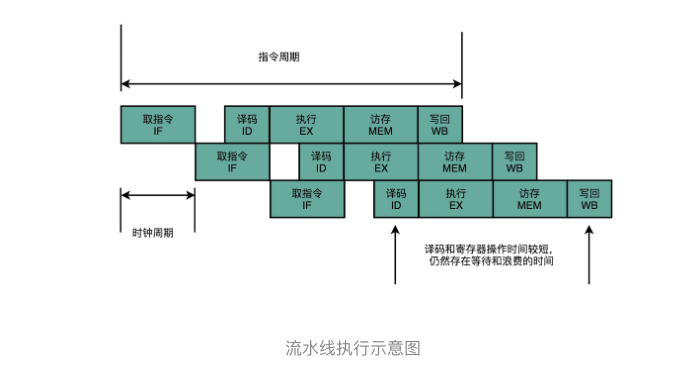 指令周期
取指令
IF
译码
ID
执行
EX
访存
MEM
写回
WB
取指令
IF
译码
ID
执行
EX
访存
MEM
写回
WB
取指令
IF
译码
ID
执行
EX
访存
MEM
写回
WB
时钟周期
译码和寄存器操作时间较短，
仍然存在等待和浪费的时间
流水线执行示意图